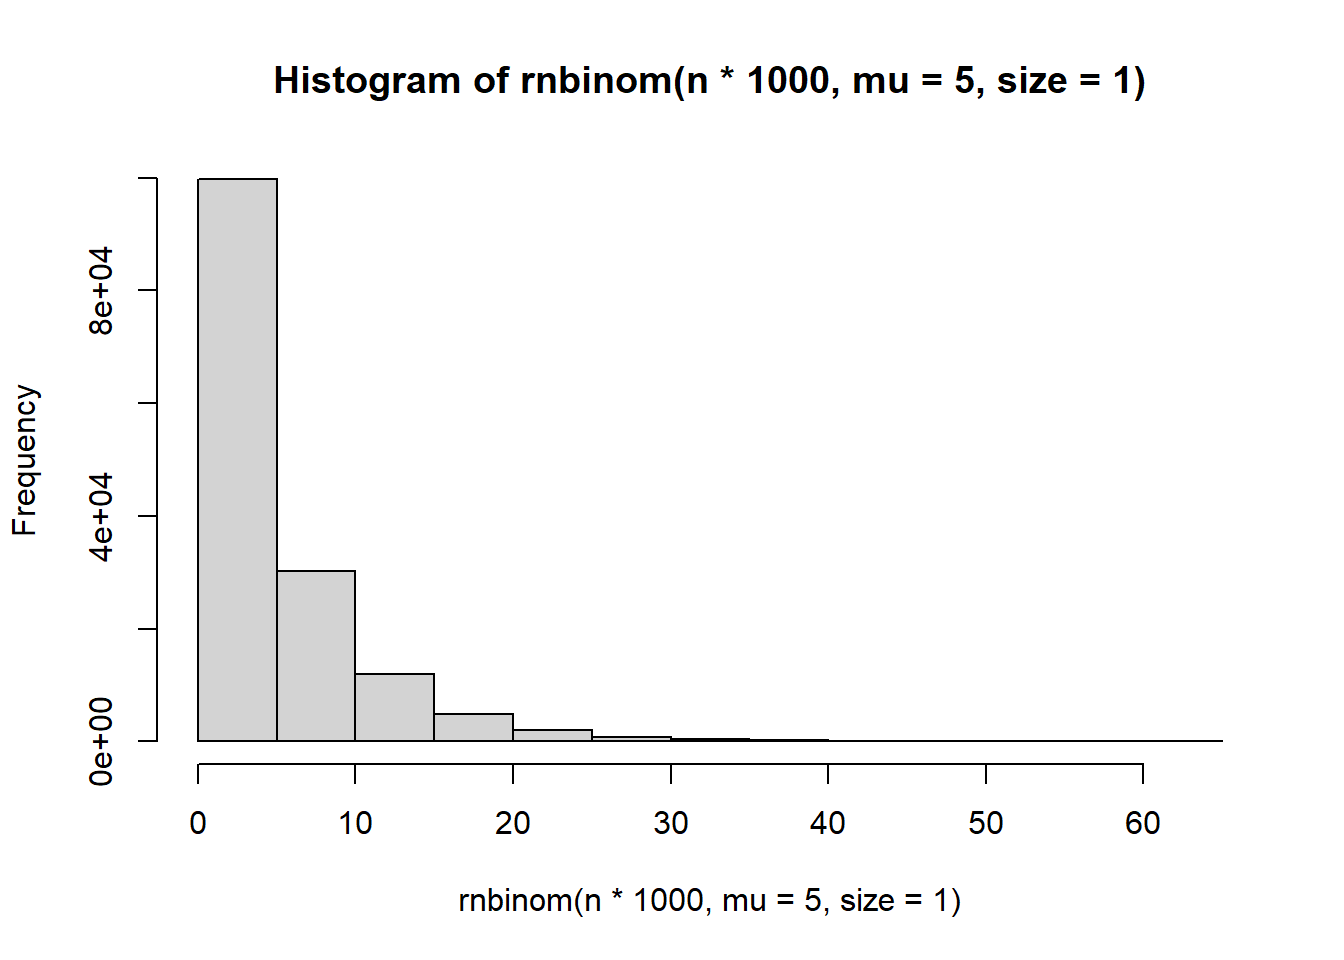 Histogram of rnbinom(n * 1000, mu = 5, size = 1)
Frequency
8e+04
4e+04
0e+00
0 10 20 30 40 50 60
rnbinom(n * 1000, mu = 5, size = 1)